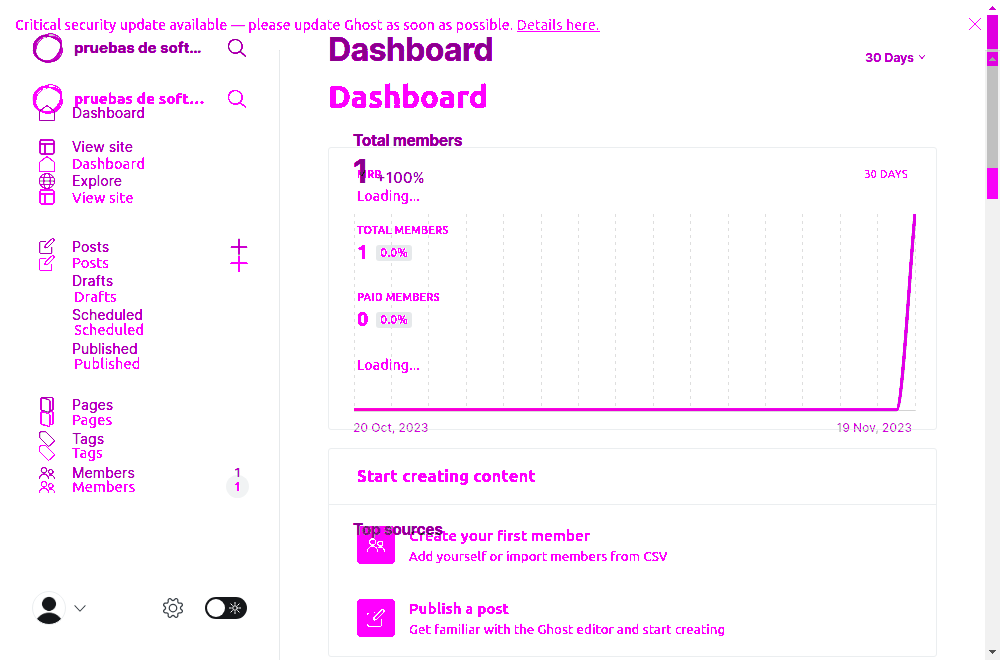 Critical security update available — please update Ghost as soon as possible. Details here.
pruebas de soft...
Dashboard
30 Days
pruebas de soft...
Dashboard
Dashboard
Total members
View site
1 +100%
MRR
30 DAYS
Dashboard
Explore
Loading...
View site
TOTAL MEMBERS
Posts
1 0.0%
Posts
Drafts
Drafts
PAID MEMBERS
Scheduled
0 0.0%
Scheduled
Published
Published
Loading...
Pages
Pages
20 Oct, 2023
19 Nov, 2023
Tags
Tags
Members 1
Members 1
Start creating content
Top sources
Create your first member
Add yourself or import members from CSV
Publish a post
Get familiar with the Ghost editor and start creating